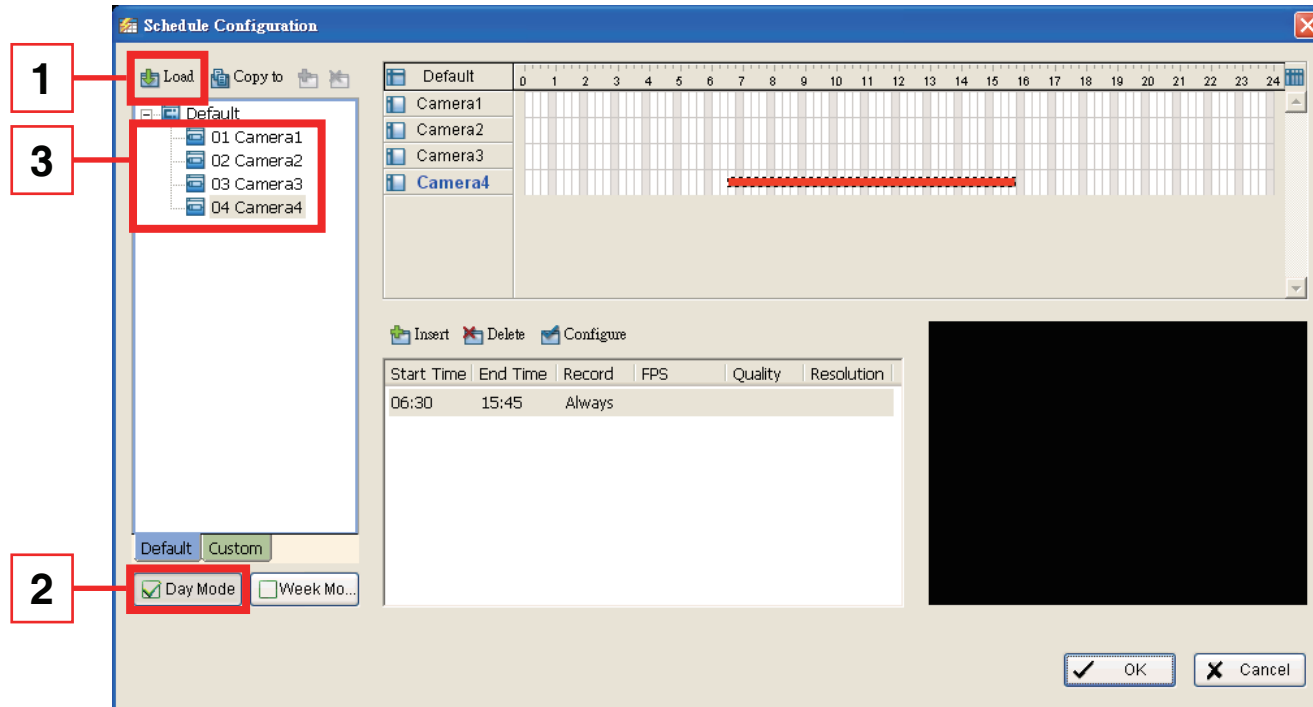 Schedule Configuration
1
Load Copy to
3
Default
01 Camera1
02 Camera2
03 Camera3
04 Camera4
Default Custom
2
Day Mode Week Mo...
Default 0 1 2 3 4 5 6 7 8 9 10 11 12 13 14 15 16 17 18 19 20 21 22 23 24
Camera1
Camera2
Camera3
Camera4
Insert Delete Configure
Start Time End Time Record FPS Quality Resolution
06:30 15:45 Always
OK Cancel